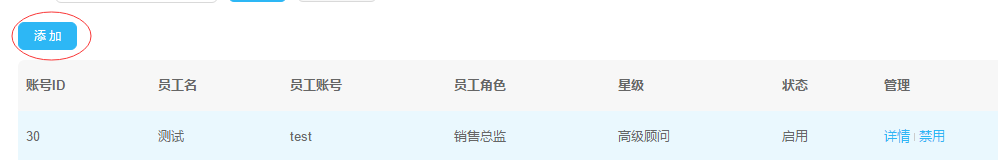 添加
账号ID 员工名 员工账号 员工角色 星级 状态 管理
30 测试 test 销售总监 高级顾问 启用 详情 | 禁用